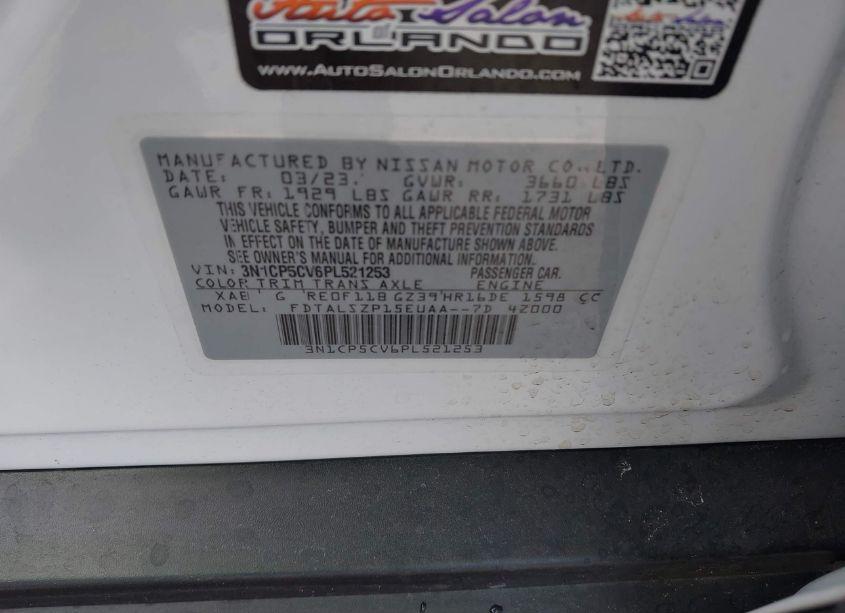 Auto Salon
of
ORLANDO
WWW.AUTOSALONORLANDO.COM
MANUFACTURED BY NISSAN MOTOR CO., LTD.
DATE: 03/23. GVWR: 3660 LBS
GAWR FR: 1929 LBS GAWR RR: 1731 LBS
THIS VEHICLE CONFORMS TO ALL APPLICABLE FEDERAL MOTOR
VEHICLE SAFETY, BUMPER AND THEFT PREVENTION STANDARDS
IN EFFECT ON THE DATE OF MANUFACTURE SHOWN ABOVE.
SEE OWNER'S MANUAL FOR ADDITIONAL INFORMATION.
VIN: 3N1CP5CV6PL521253 PASSENGER CAR.
COLOR TRIM TRANS AXLE ENGINE
XAB G RE0F11B GZ39 HR16DE 1598 CC
MODEL: FDTALSZP15EUAA--7D 42000
3N1CP5CV6PL521253